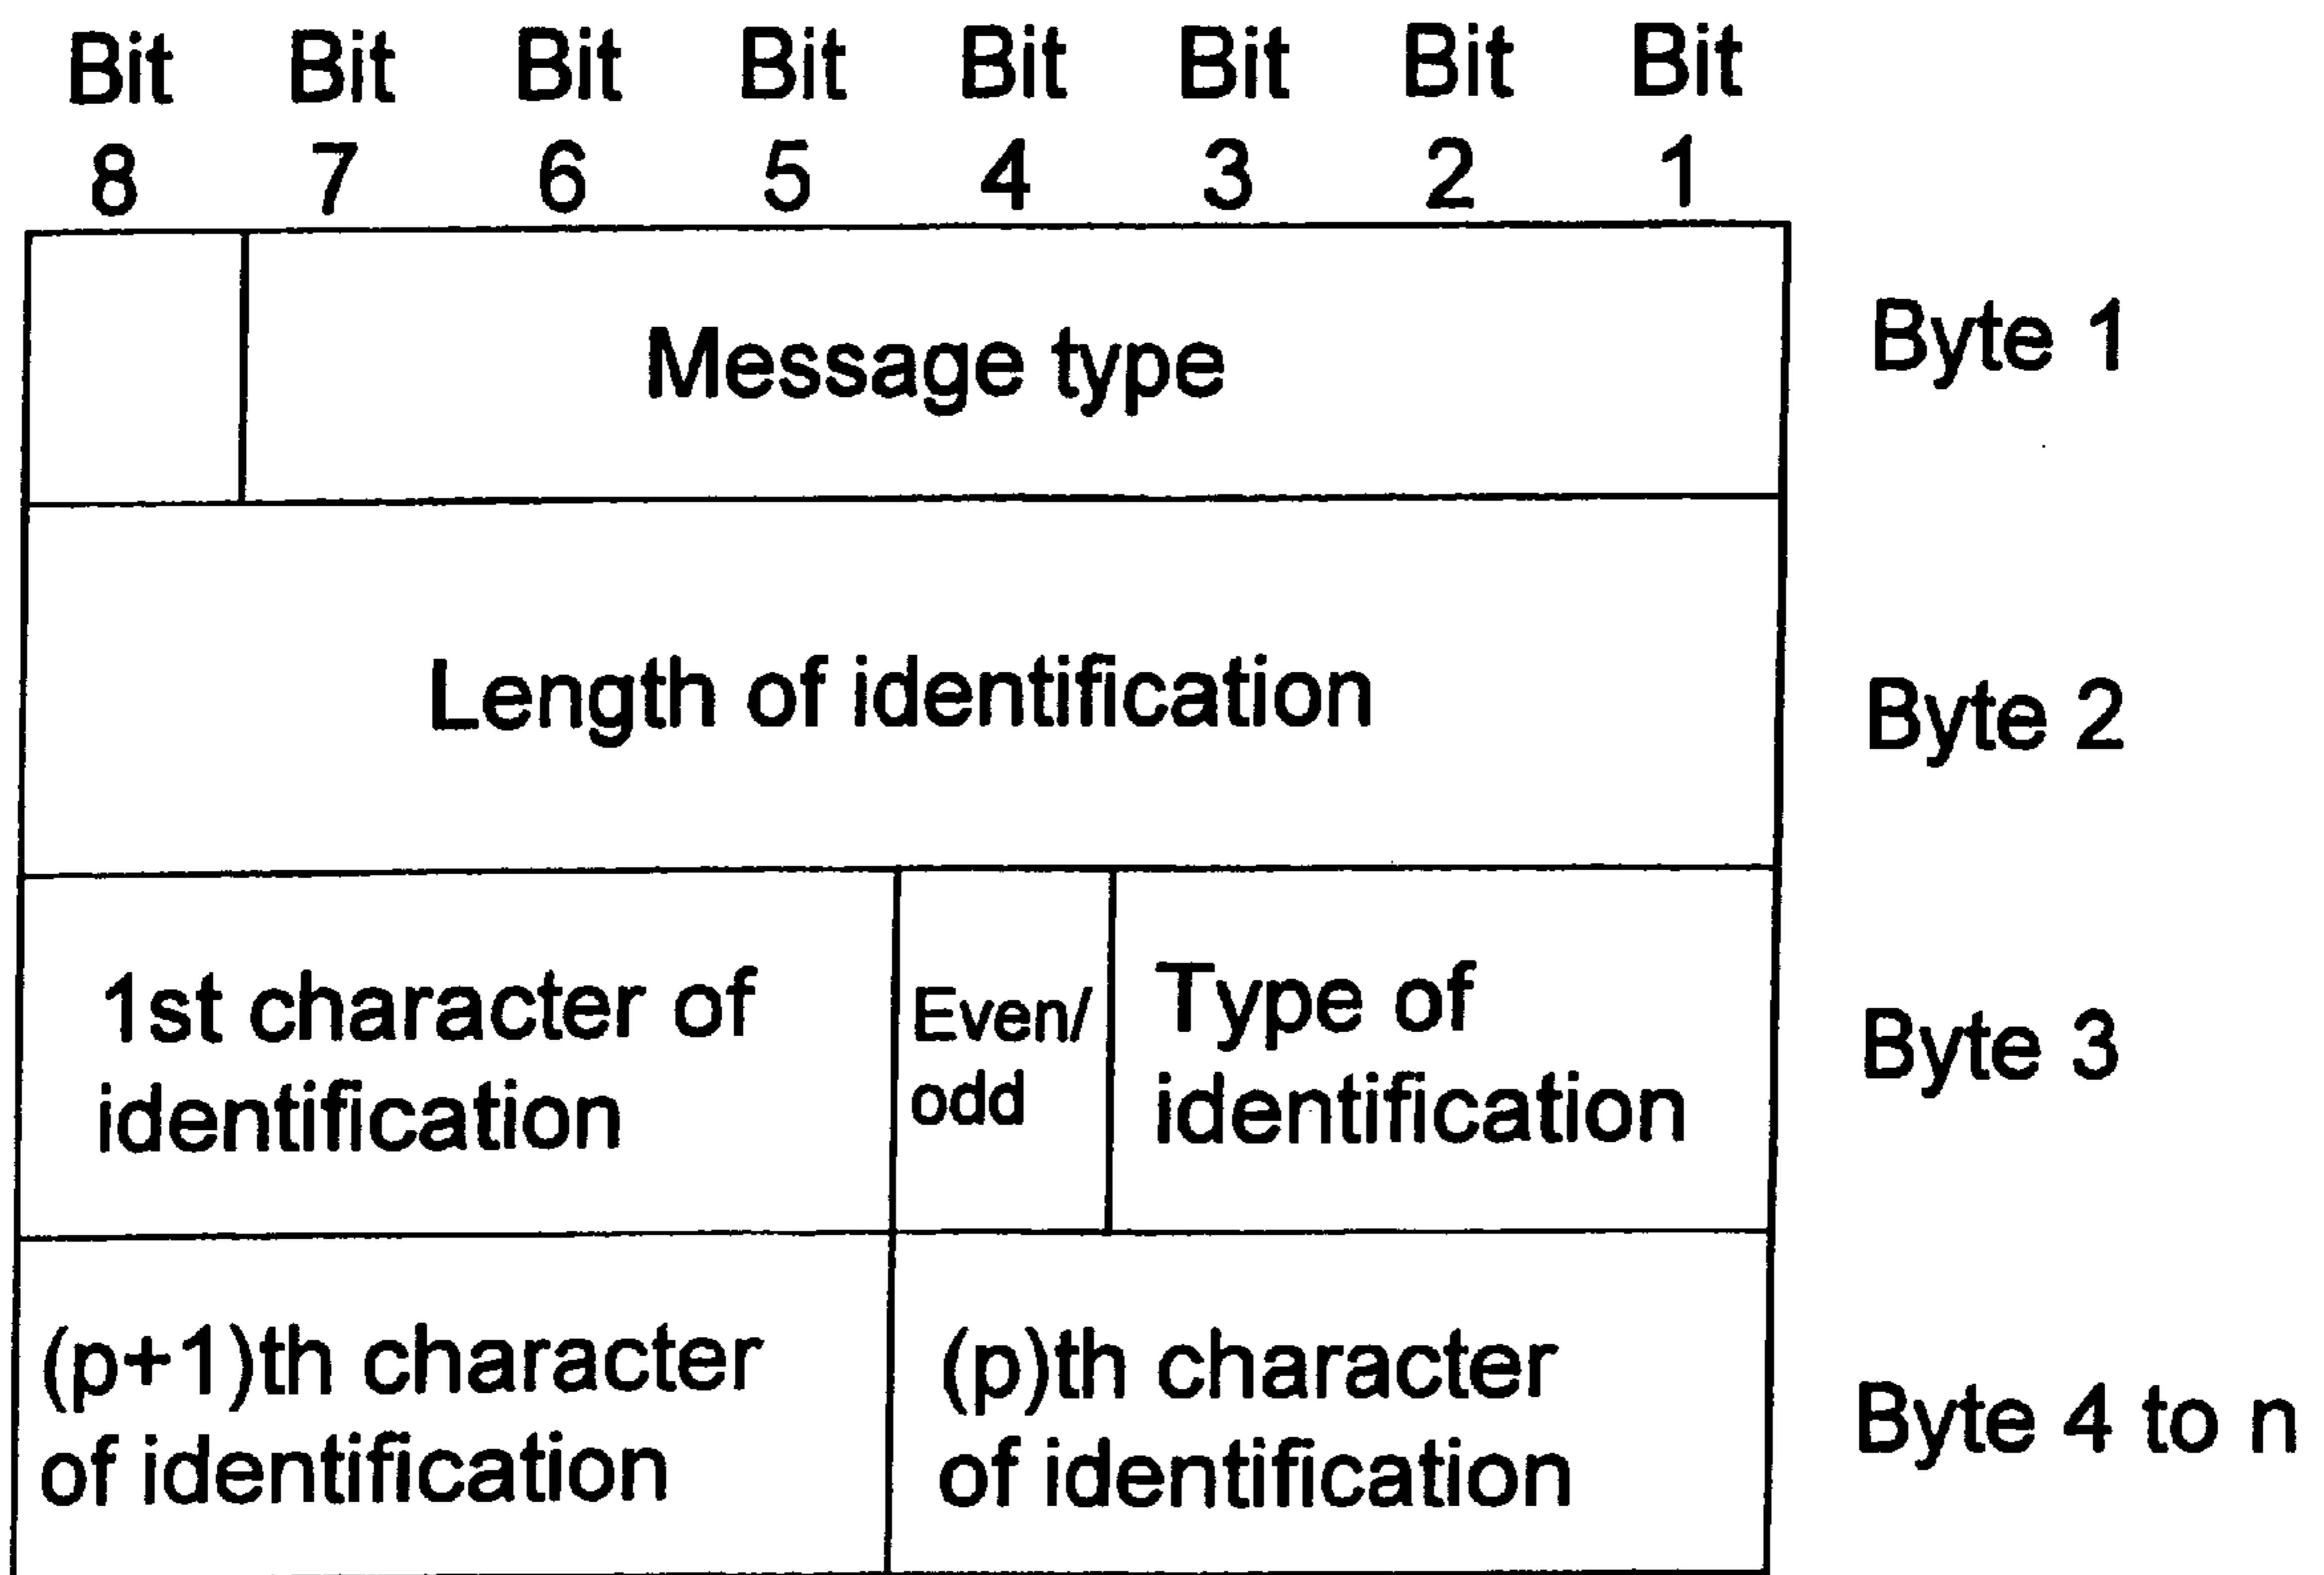 Bit Bit Bit Bit Bit Bit Bit Bit
8 7 6 5 4 3 2 1
Message type
Byte 1
Length of identification
Byte 2
1st character of
identification
Even/
odd
Type of
identification
Byte 3
(p+1)th character
of identification
(p)th character
of identification
Byte 4 to n